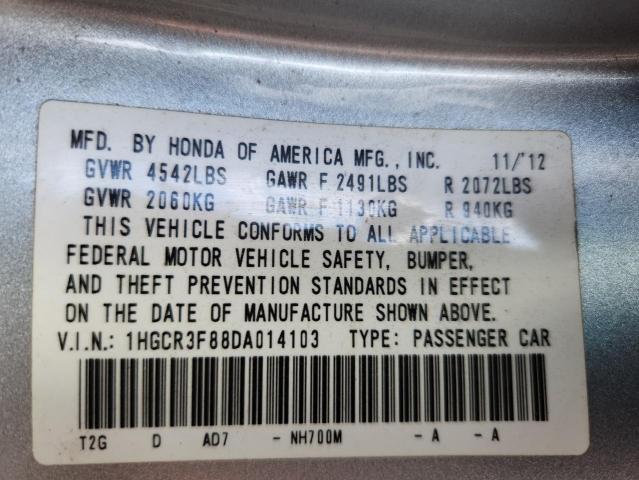 MFD. BY HONDA OF AMERICA MFG., INC. 11/'12
GVWR 4542LBS GAWR F 2491LBS R 2072LBS
GVWR 2060KG GAWR F 1130KG R 940KG
THIS VEHICLE CONFORMS TO ALL APPLICABLE
FEDERAL MOTOR VEHICLE SAFETY, BUMPER,
AND THEFT PREVENTION STANDARDS IN EFFECT
ON THE DATE OF MANUFACTURE SHOWN ABOVE.
V.I.N.: 1HGCR3F88DA014103 TYPE: PASSENGER CAR
T2G D AD7 - NH700M - A - A